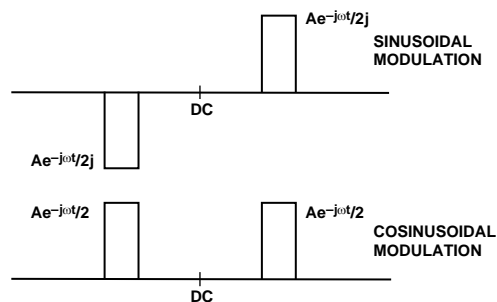 Ae–jωt/2j
SINUSOIDAL
MODULATION
DC
Ae–jωt/2j
Ae–jωt/2
Ae–jωt/2
COSINUSOIDAL
MODULATION
DC